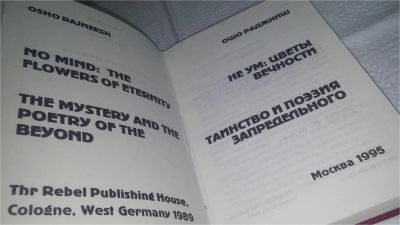 OSHO RAJNEESH
NO MIND: THE
FLOWERS OF ETERNITY
THE MYSTERY AND THE
POETRY OF THE
BEYOND
Thr Rebel Publishing House,
Cologne, West Germany 1989
ОШО РАДЖНИШ
НЕ УМ: ЦВЕТЫ
ВЕЧНОСТИ
ТАИНСТВО И ПОЭЗИЯ
ЗАПРЕДЕЛЬНОГО
Москва 1995